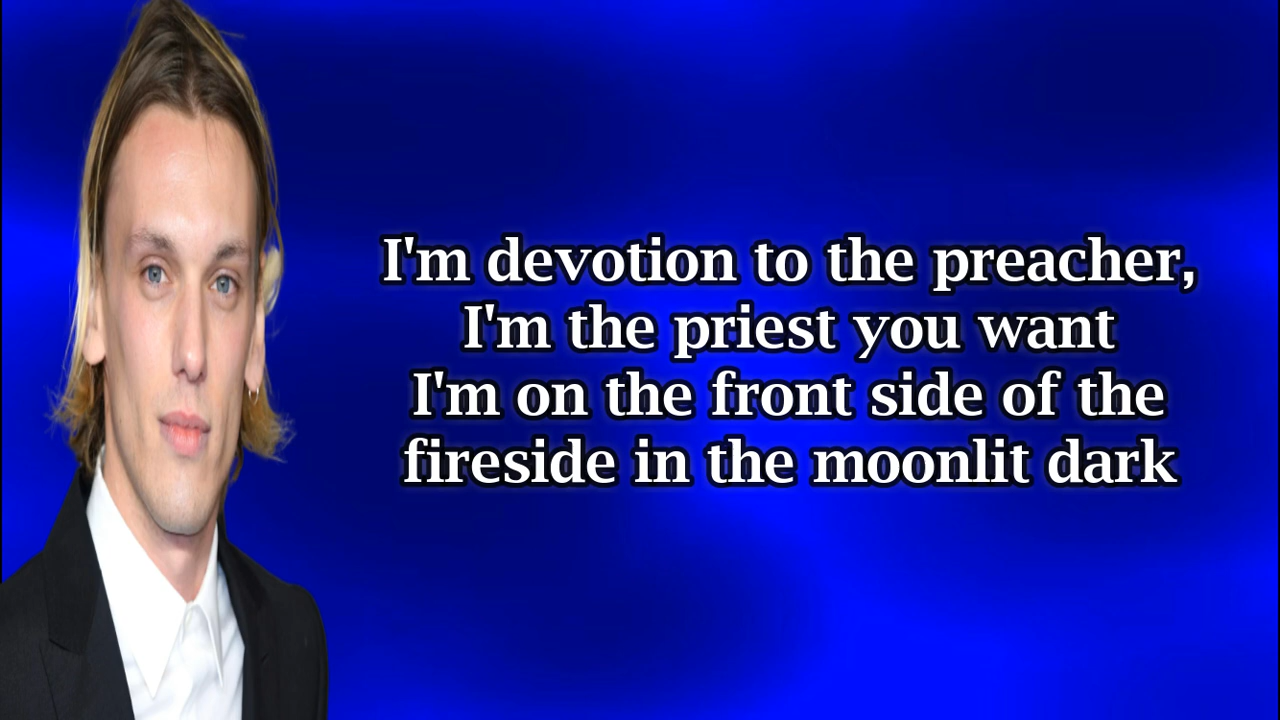 I'm devotion to the preacher,
I'm the priest you want
I'm on the front side of the
fireside in the moonlit dark